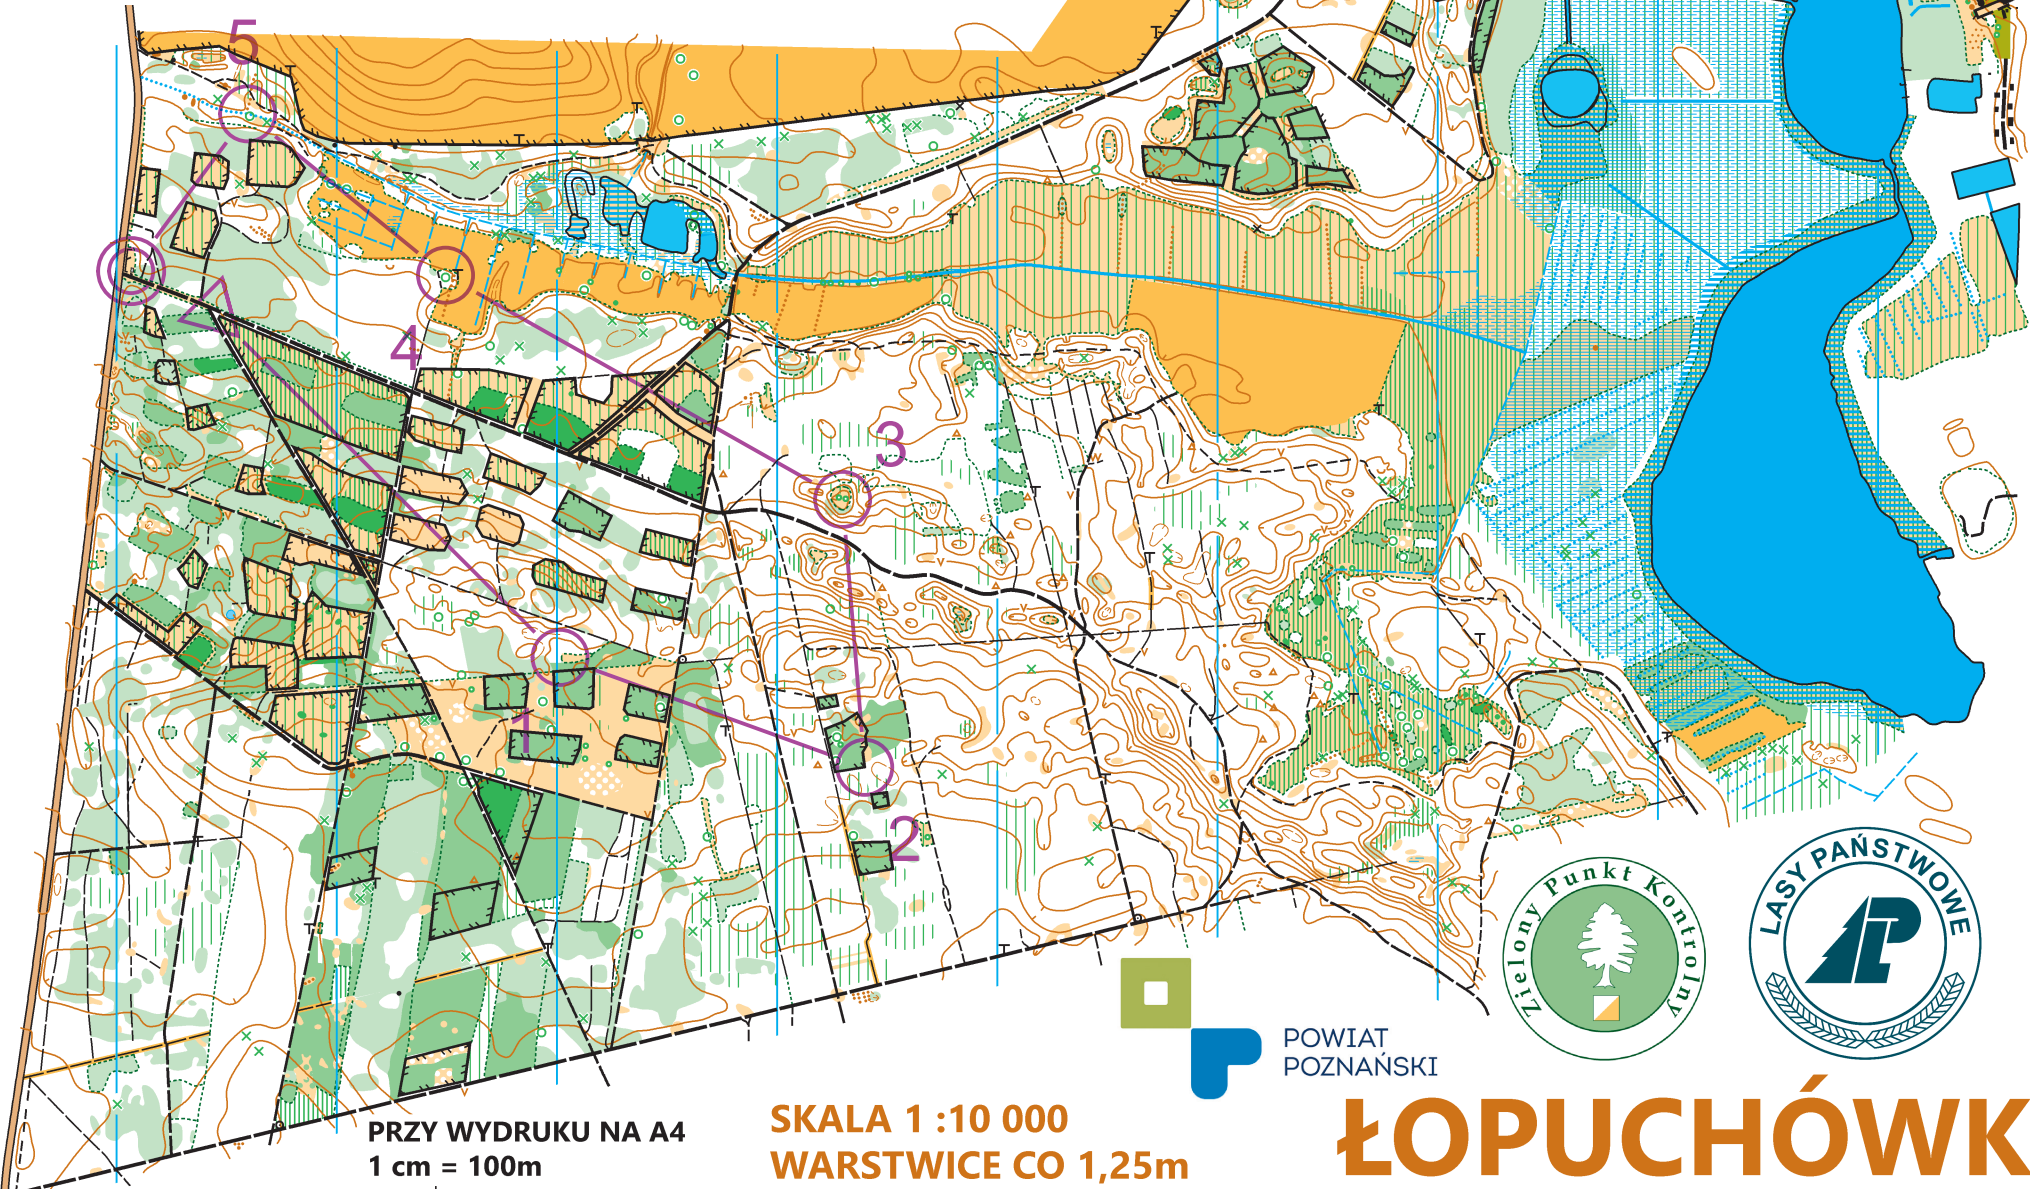 5
4
3
1
2
Zielony Punkt Kontrolny
LASY PAŃSTWOWE
POWIAT
POZNAŃSKI
PRZY WYDRUKU NA A4
1 cm = 100m
SKALA 1 :10 000
WARSTWICE CO 1,25m
ŁOPUCHÓWK